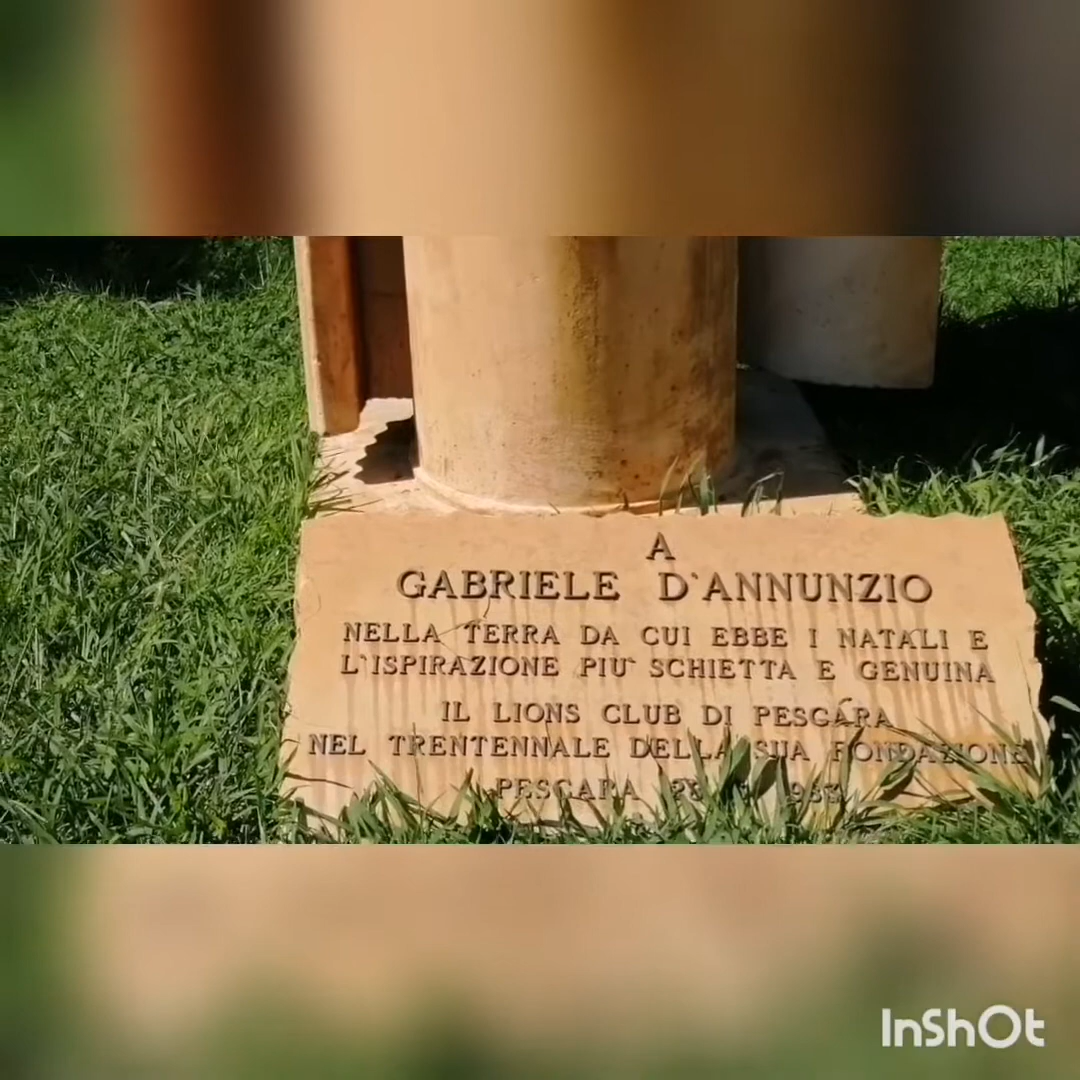 A
GABRIELE D'ANNUNZIO
NELLA TERRA DA CUI EBBE I NATALI E
L'ISPIRAZIONE PIU' SCHIETTA E GENUINA
IL LIONS CLUB DI PESCARA
NEL TRENTENNALE DELLA SUA FONDAZIONE
PESCARA
InShOt